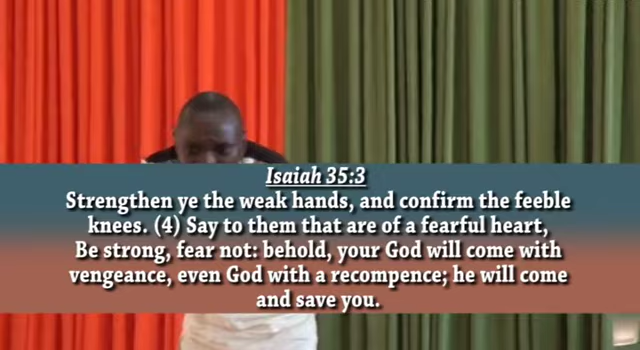 Isaiah 35:3
Strengthen ye the weak hands, and confirm the feeble
knees. (4) Say to them that are of a fearful heart,
Be strong, fear not: behold, your God will come with
vengeance, even God with a recompence; he will come
and save you.